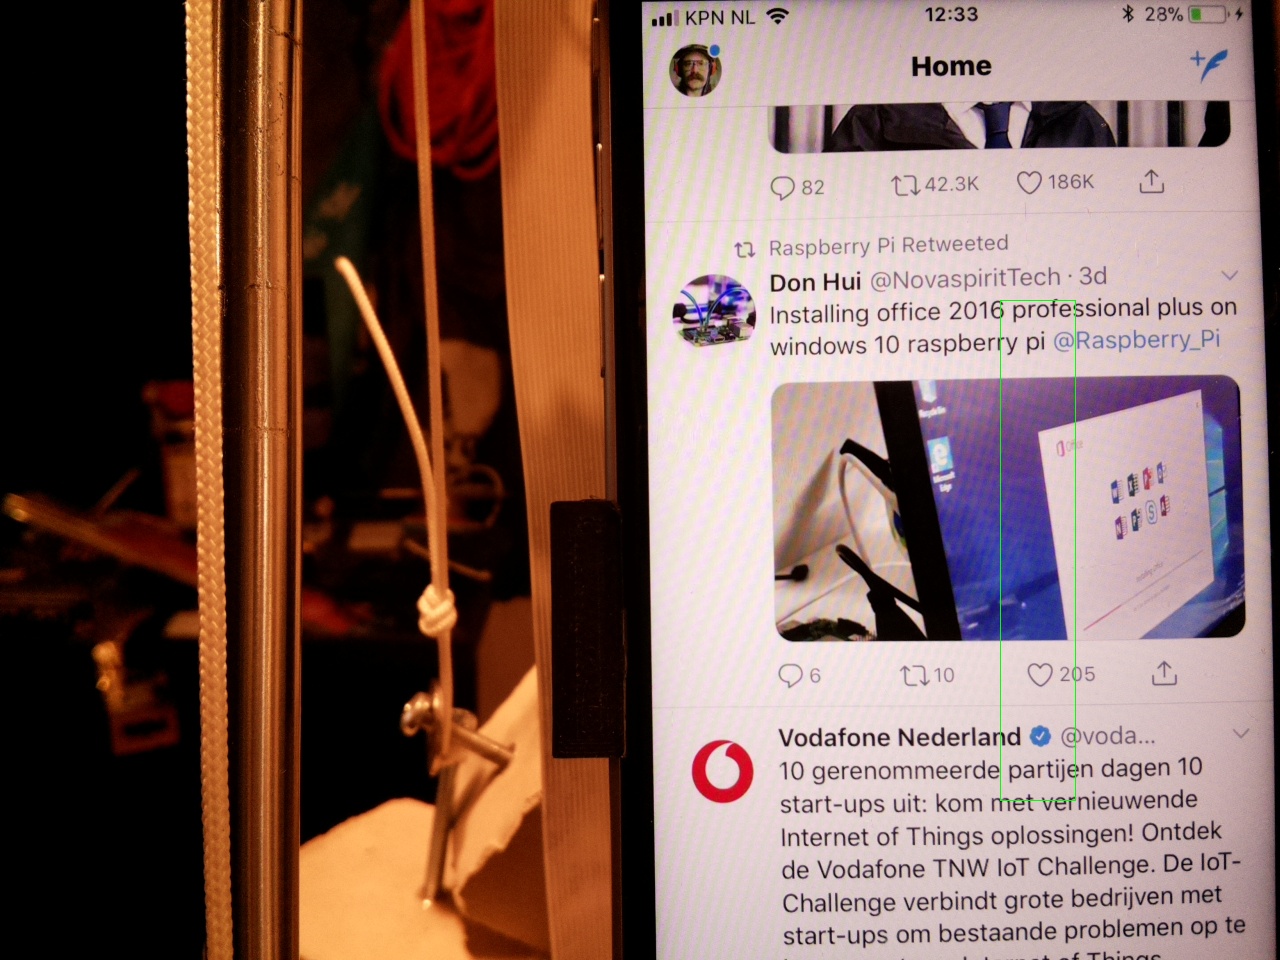 KPN NL 12:33 28%
Home
82 42.3K 186K
Raspberry Pi Retweeted
Don Hui @NovaspiritTech · 3d
Installing office 2016 professional plus on
windows 10 raspberry pi @Raspberry_Pi
Office
6 10 205
Vodafone Nederland @voda...
10 gerenommeerde partijen dagen 10
start-ups uit: kom met vernieuwende
Internet of Things oplossingen! Ontdek
de Vodafone TNW IoT Challenge. De IoT-
Challenge verbindt grote bedrijven met
start-ups om bestaande problemen op te